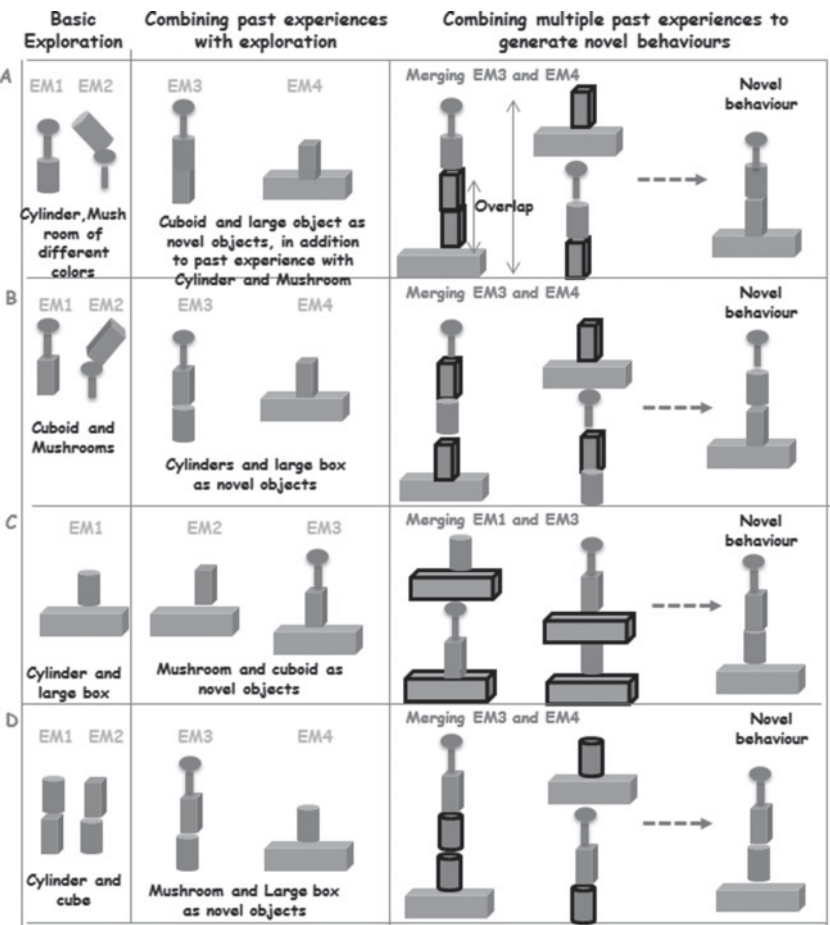 Basic
Exploration
Combining past experiences
with exploration
Combining multiple past experiences to
generate novel behaviours
A
EM1 EM2
Cylinder,Mush
room of
different
colors
EM3 EM4
Cuboid and large object as
novel objects, in addition
to past experience with
Cylinder and Mushroom
Merging EM3 and EM4
Overlap
Novel
behaviour
B
EM1 EM2
Cuboid and
Mushrooms
EM3 EM4
Cylinders and large box
as novel objects
Merging EM3 and EM4
Novel
behaviour
C
EM1
Cylinder and
large box
EM2 EM3
Mushroom and cuboid as
novel objects
Merging EM1 and EM3
Novel
behaviour
D
EM1 EM2
Cylinder and
cube
EM3 EM4
Mushroom and Large box
as novel objects
Merging EM3 and EM4
Novel
behaviour